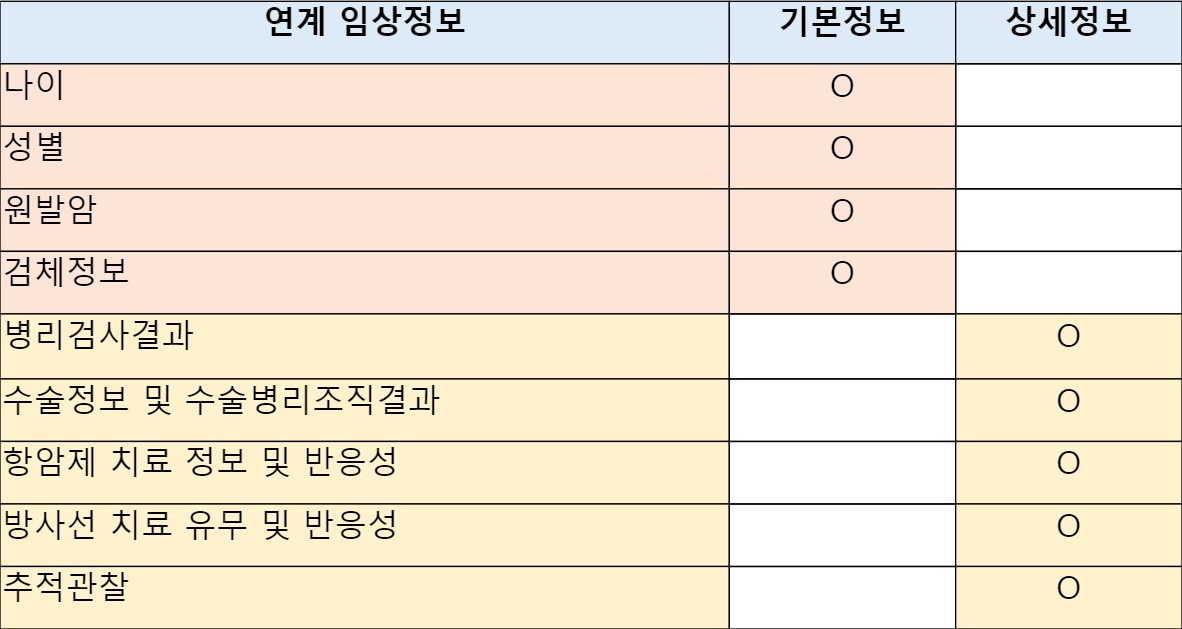 연계 임상정보 기본정보 상세정보
나이 O
성별 O
원발암 O
검체정보 O
병리검사결과 O
수술정보 및 수술병리조직결과 O
항암제 치료 정보 및 반응성 O
방사선 치료 유무 및 반응성 O
추적관찰 O